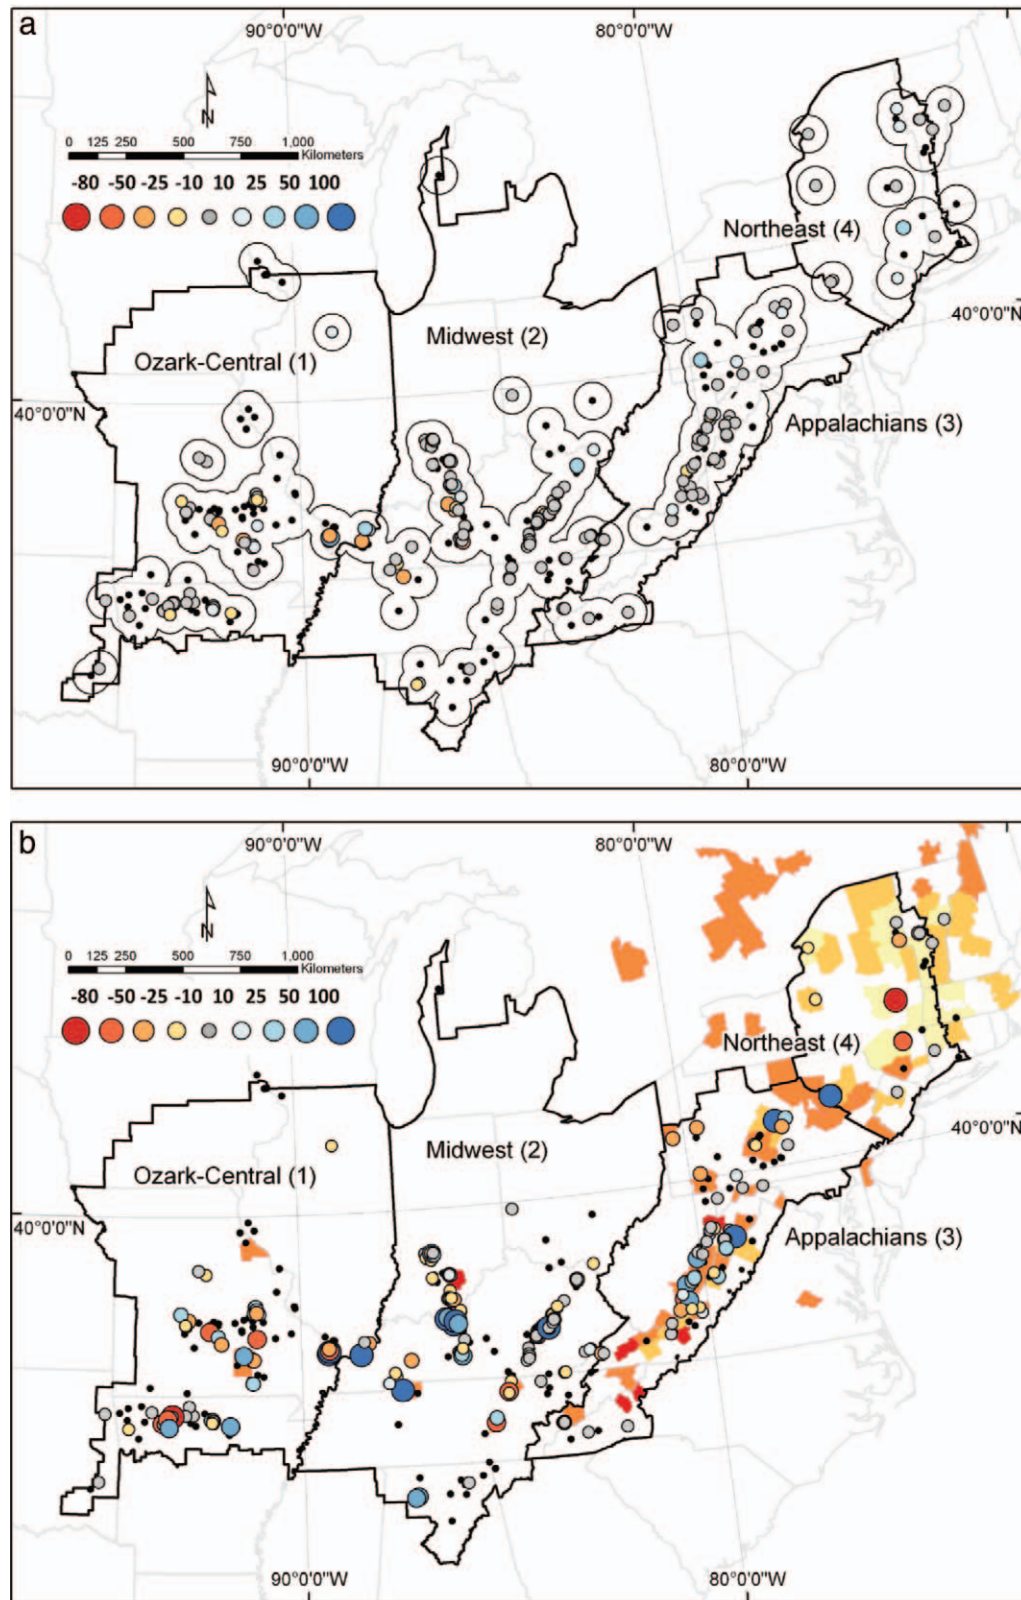 a
90°0'0"W
80°0'0"W
N
0 125 250 500 750 1,000
Kilometers
-80 -50 -25 -10 10 25 50 100
Northeast (4)
40°0'0"N
Midwest (2)
Ozark-Central (1)
40°0'0"N
Appalachians (3)
90°0'0"W
80°0'0"W
b
90°0'0"W
80°0'0"W
N
0 125 250 500 750 1,000
Kilometers
-80 -50 -25 -10 10 25 50 100
Northeast (4)
40°0'0"N
Midwest (2)
Ozark-Central (1)
40°0'0"N
Appalachians (3)
90°0'0"W
80°0'0"W